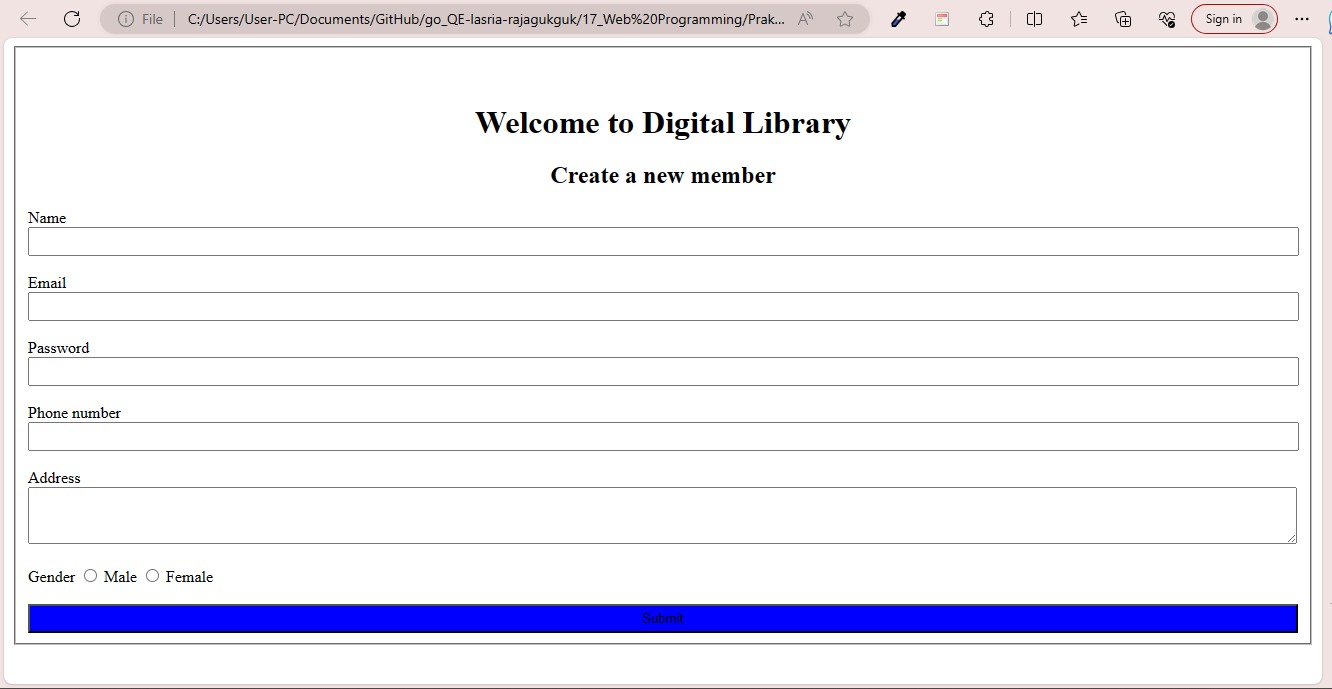 File C:/Users/User-PC/Documents/GitHub/go_QE-lasria-rajagukguk/17_Web%20Programming/Prak... A Sign in
Welcome to Digital Library
Create a new member
Name
Email
Password
Phone number
Address
Gender Male Female
Submit